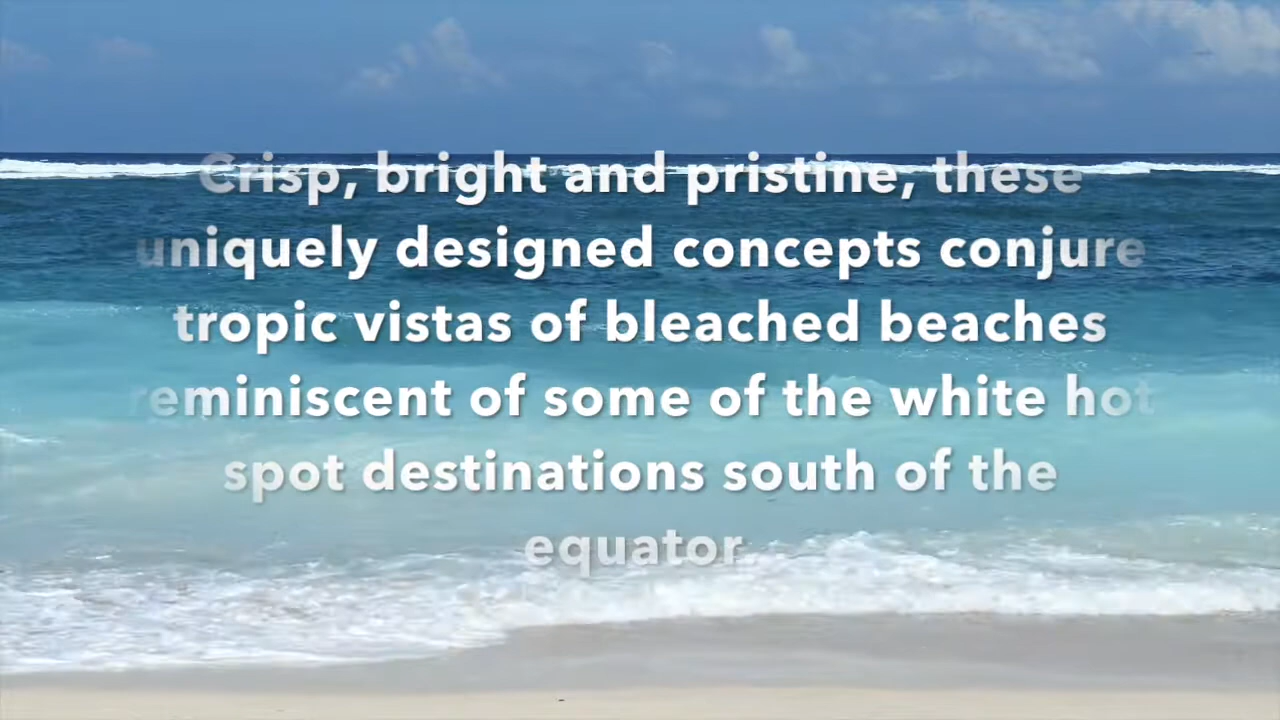 Crisp, bright and pristine, these
uniquely designed concepts conjure
tropic vistas of bleached beaches
reminiscent of some of the white hot
spot destinations south of the
equator.